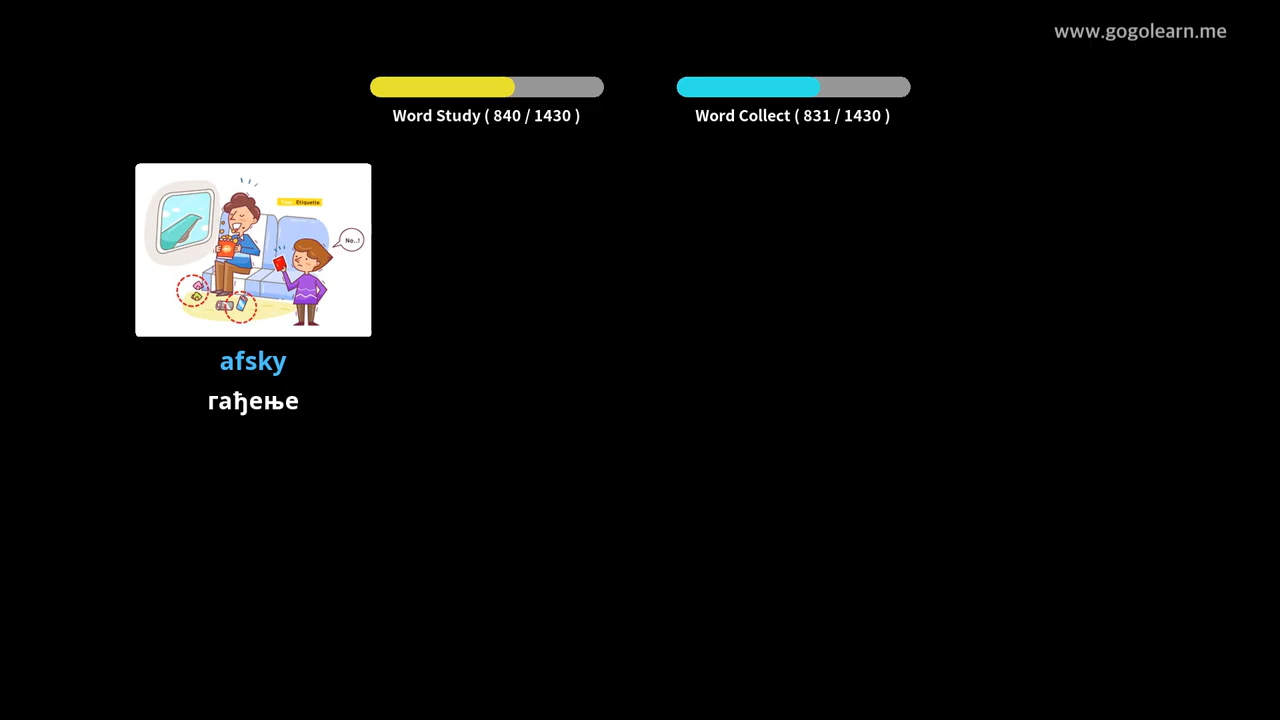 www.gogolearn.me
Word Study ( 840 / 1430 )
Word Collect ( 831 / 1430 )
Etiquette
No..!
afsky
гађење